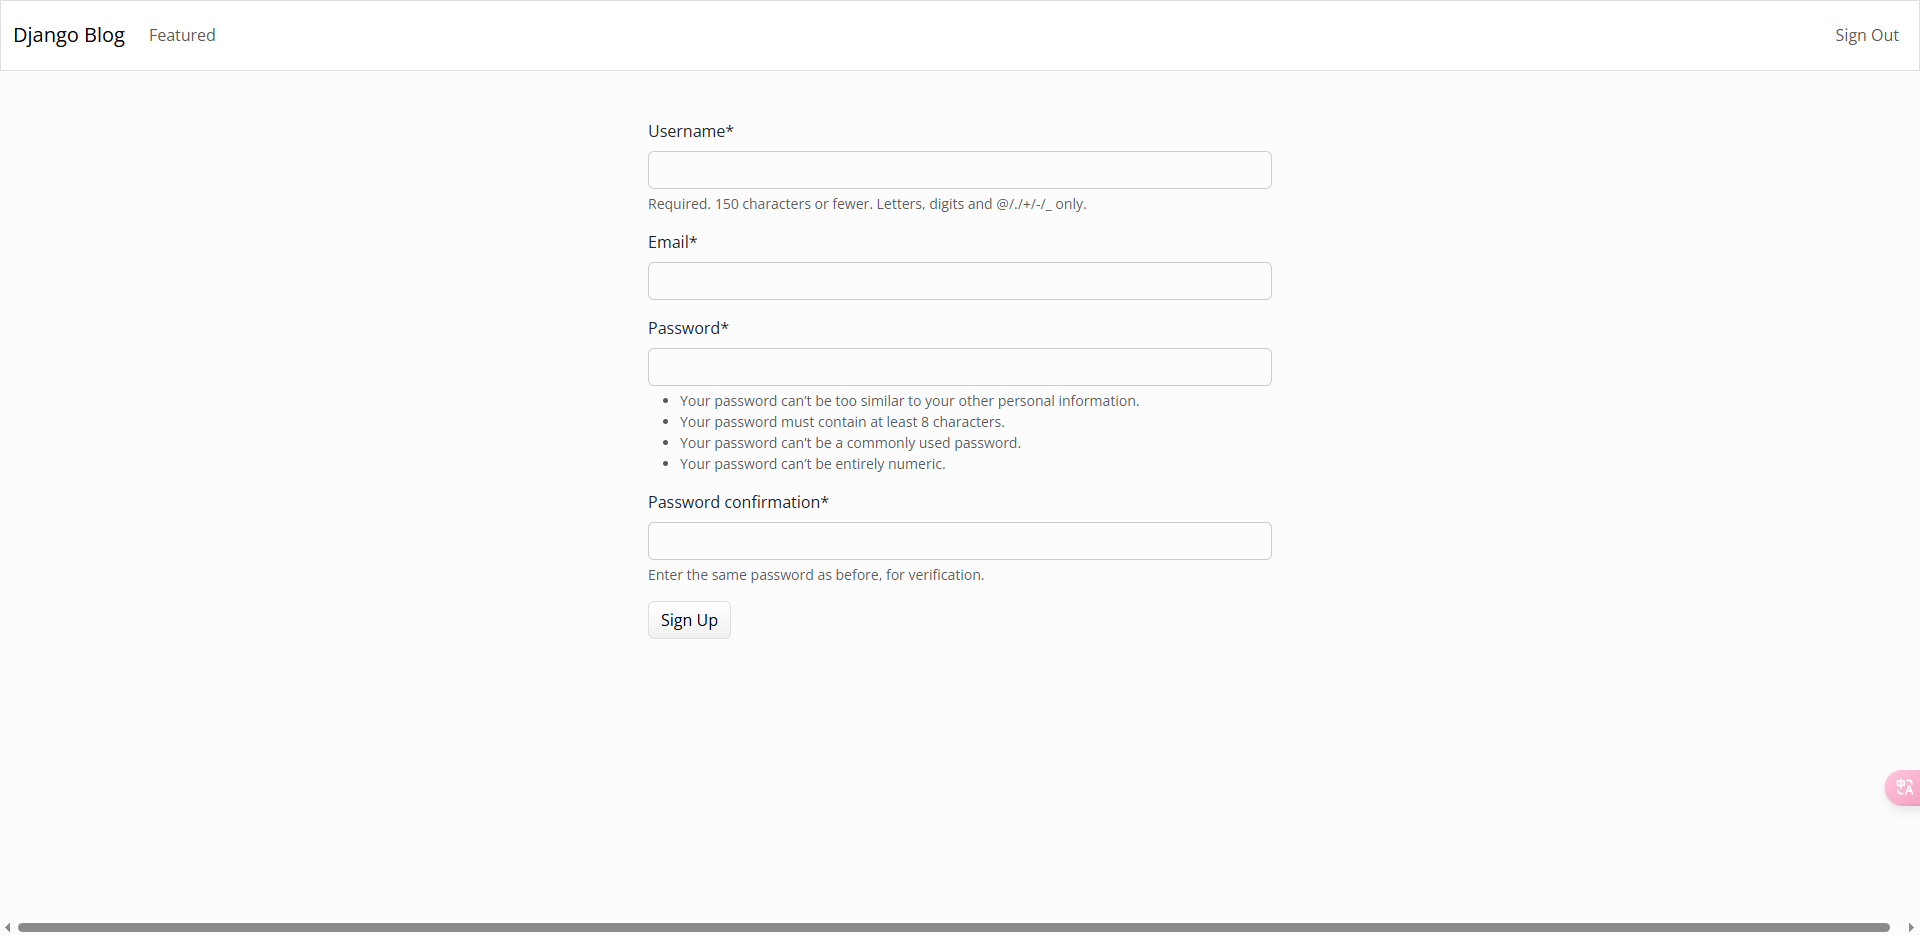 Django Blog Featured Sign Out
Username*
Required. 150 characters or fewer. Letters, digits and @/./+/-/_ only.
Email*
Password*
Your password can't be too similar to your other personal information.
Your password must contain at least 8 characters.
Your password can't be a commonly used password.
Your password can't be entirely numeric.
Password confirmation*
Enter the same password as before, for verification.
Sign Up